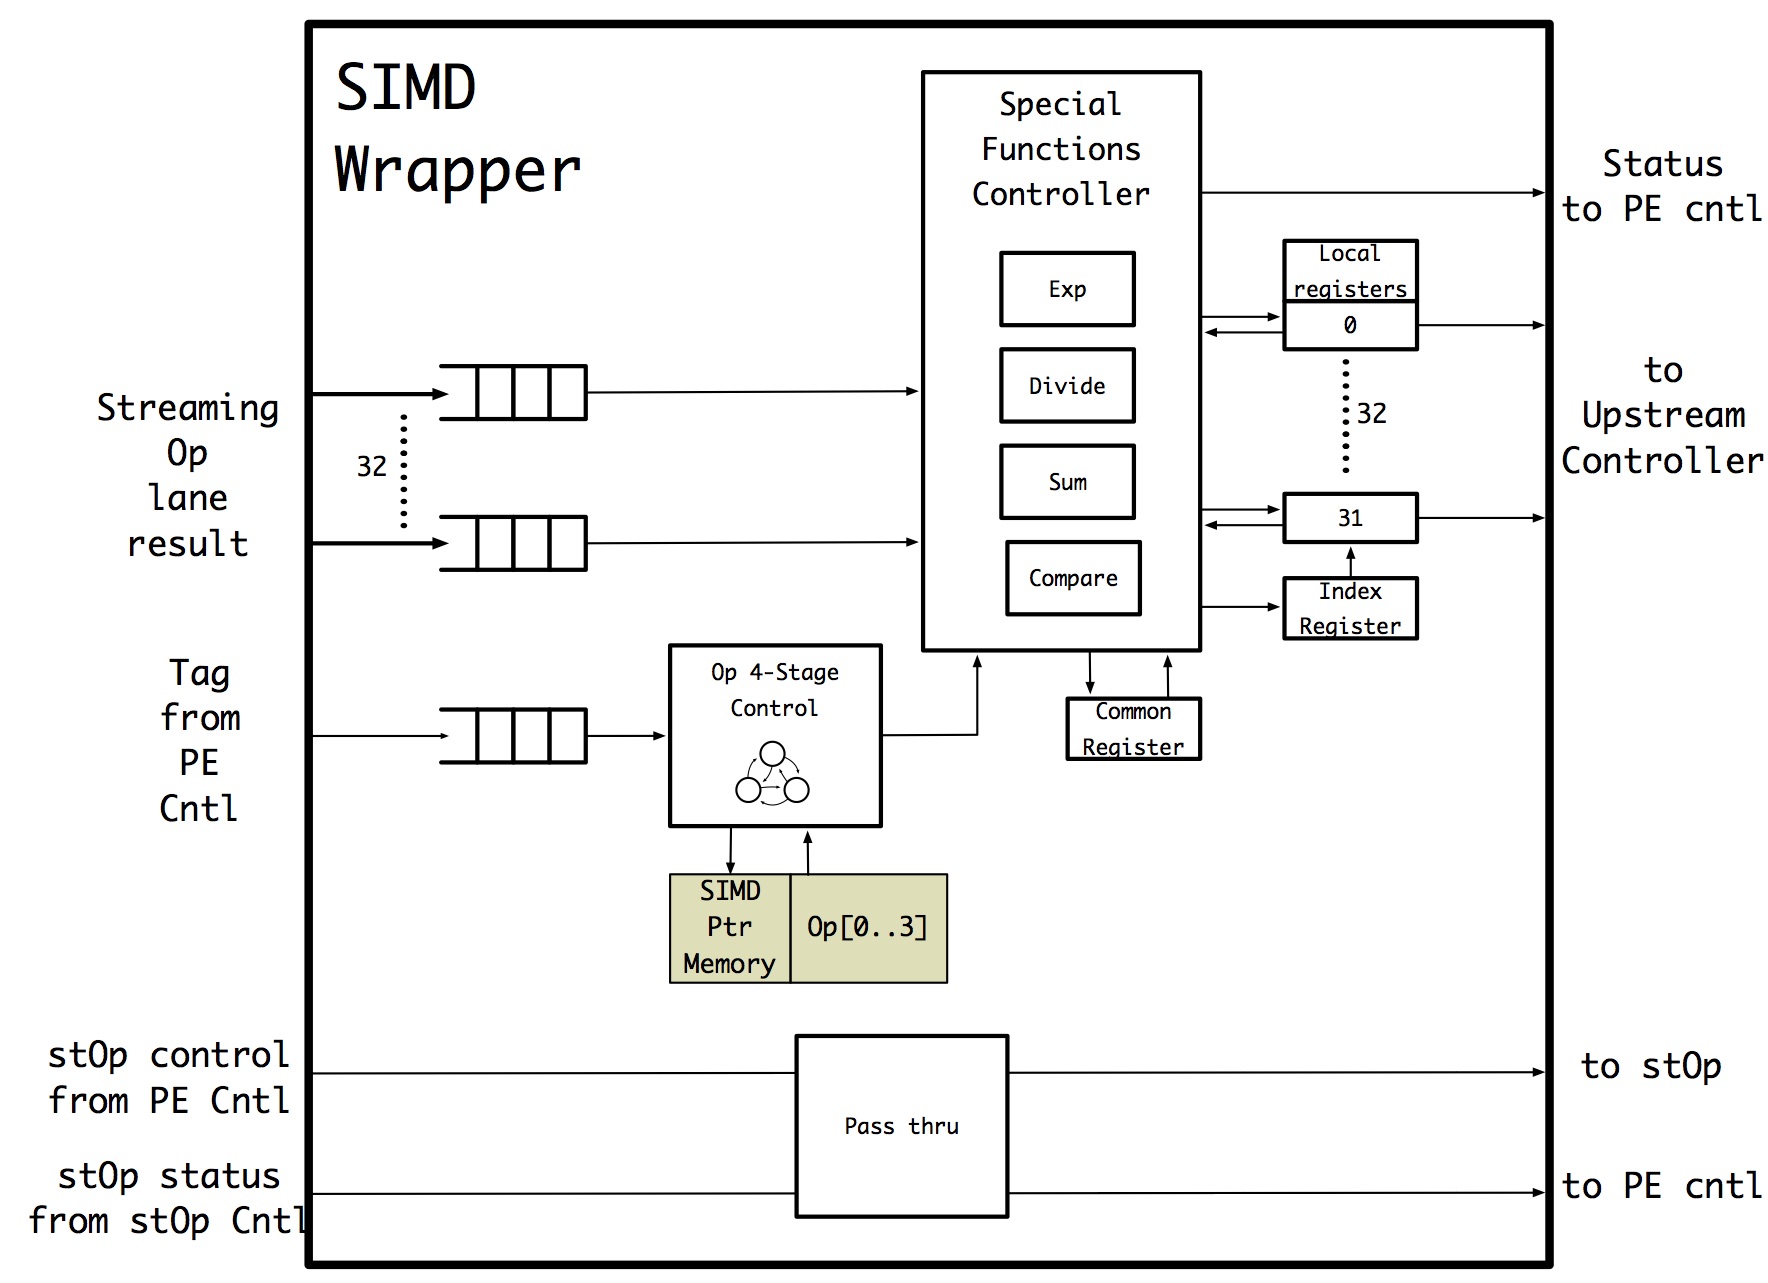 SIMD
Wrapper
Special
Functions
Controller
Exp
Divide
Sum
Compare
Status
to PE cntl
Local
registers
0
32
31
Index
Register
to
Upstream
Controller
Streaming
Op
lane
result
32
Tag
from
PE
Cntl
Op 4-Stage
Control
Common
Register
SIMD
Ptr
Memory
Op[0..3]
stOp control
from PE Cntl
stOp status
from stOp Cntl
Pass thru
to stOp
to PE cntl